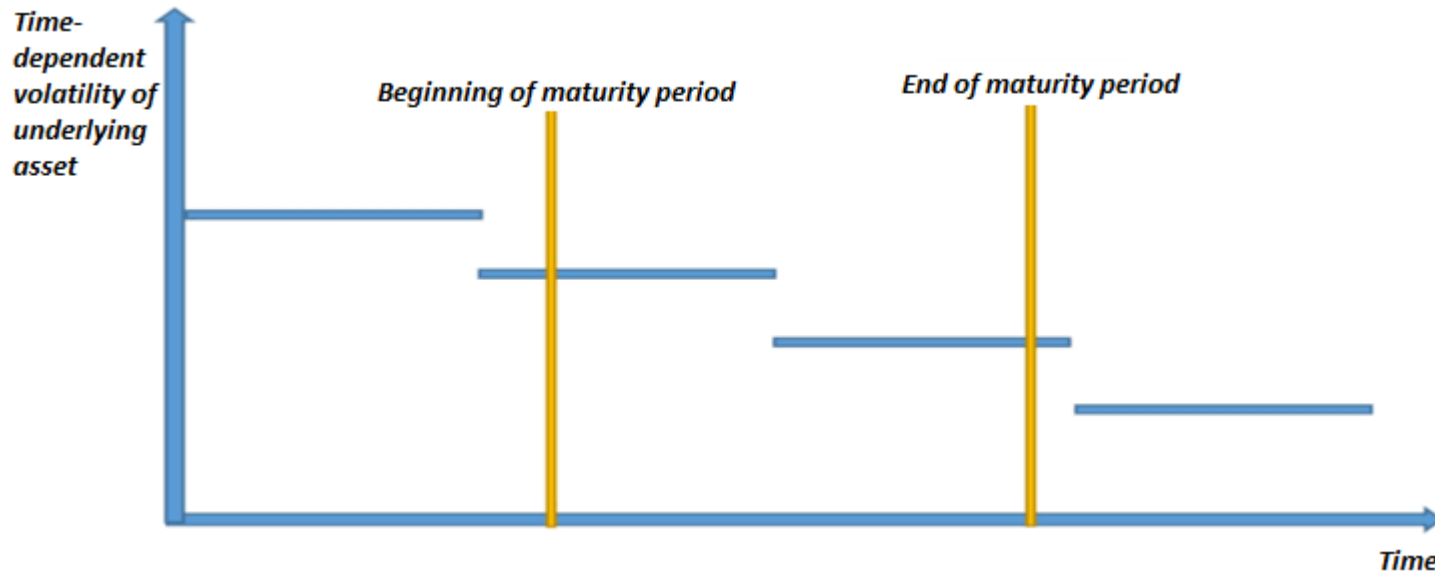 Time-
dependent
volatility of
underlying
asset
Beginning of maturity period
End of maturity period
Time